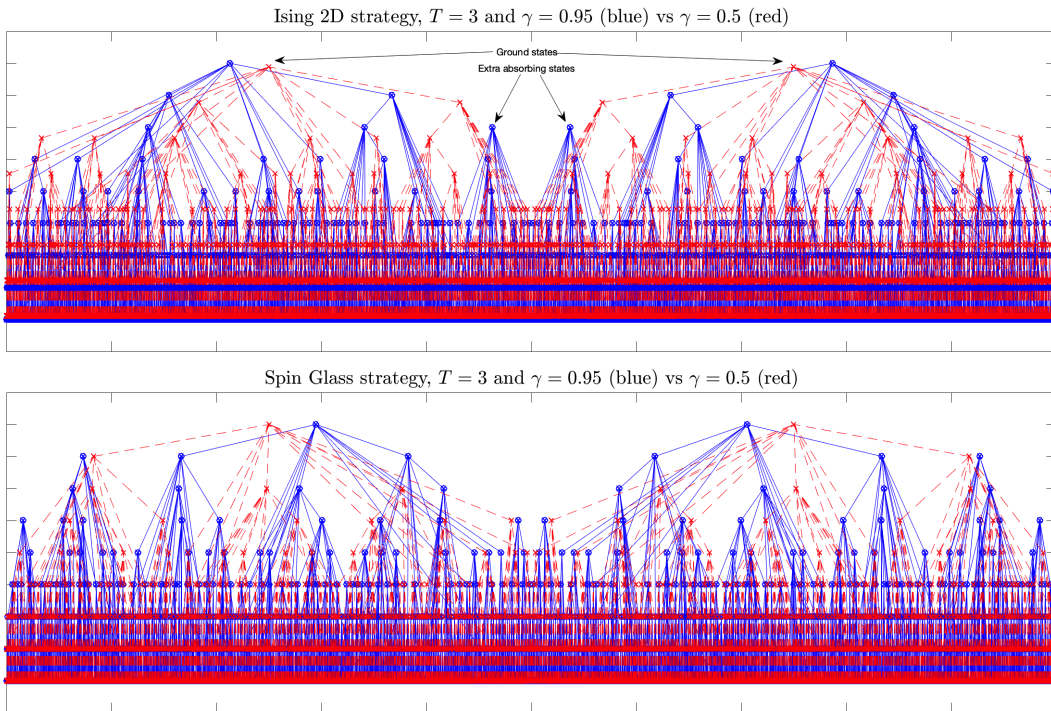 Ising 2D strategy, T = 3 and γ = 0.95 (blue) vs γ = 0.5 (red)
Ground states
Extra absorbing states
Spin Glass strategy, T = 3 and γ = 0.95 (blue) vs γ = 0.5 (red)